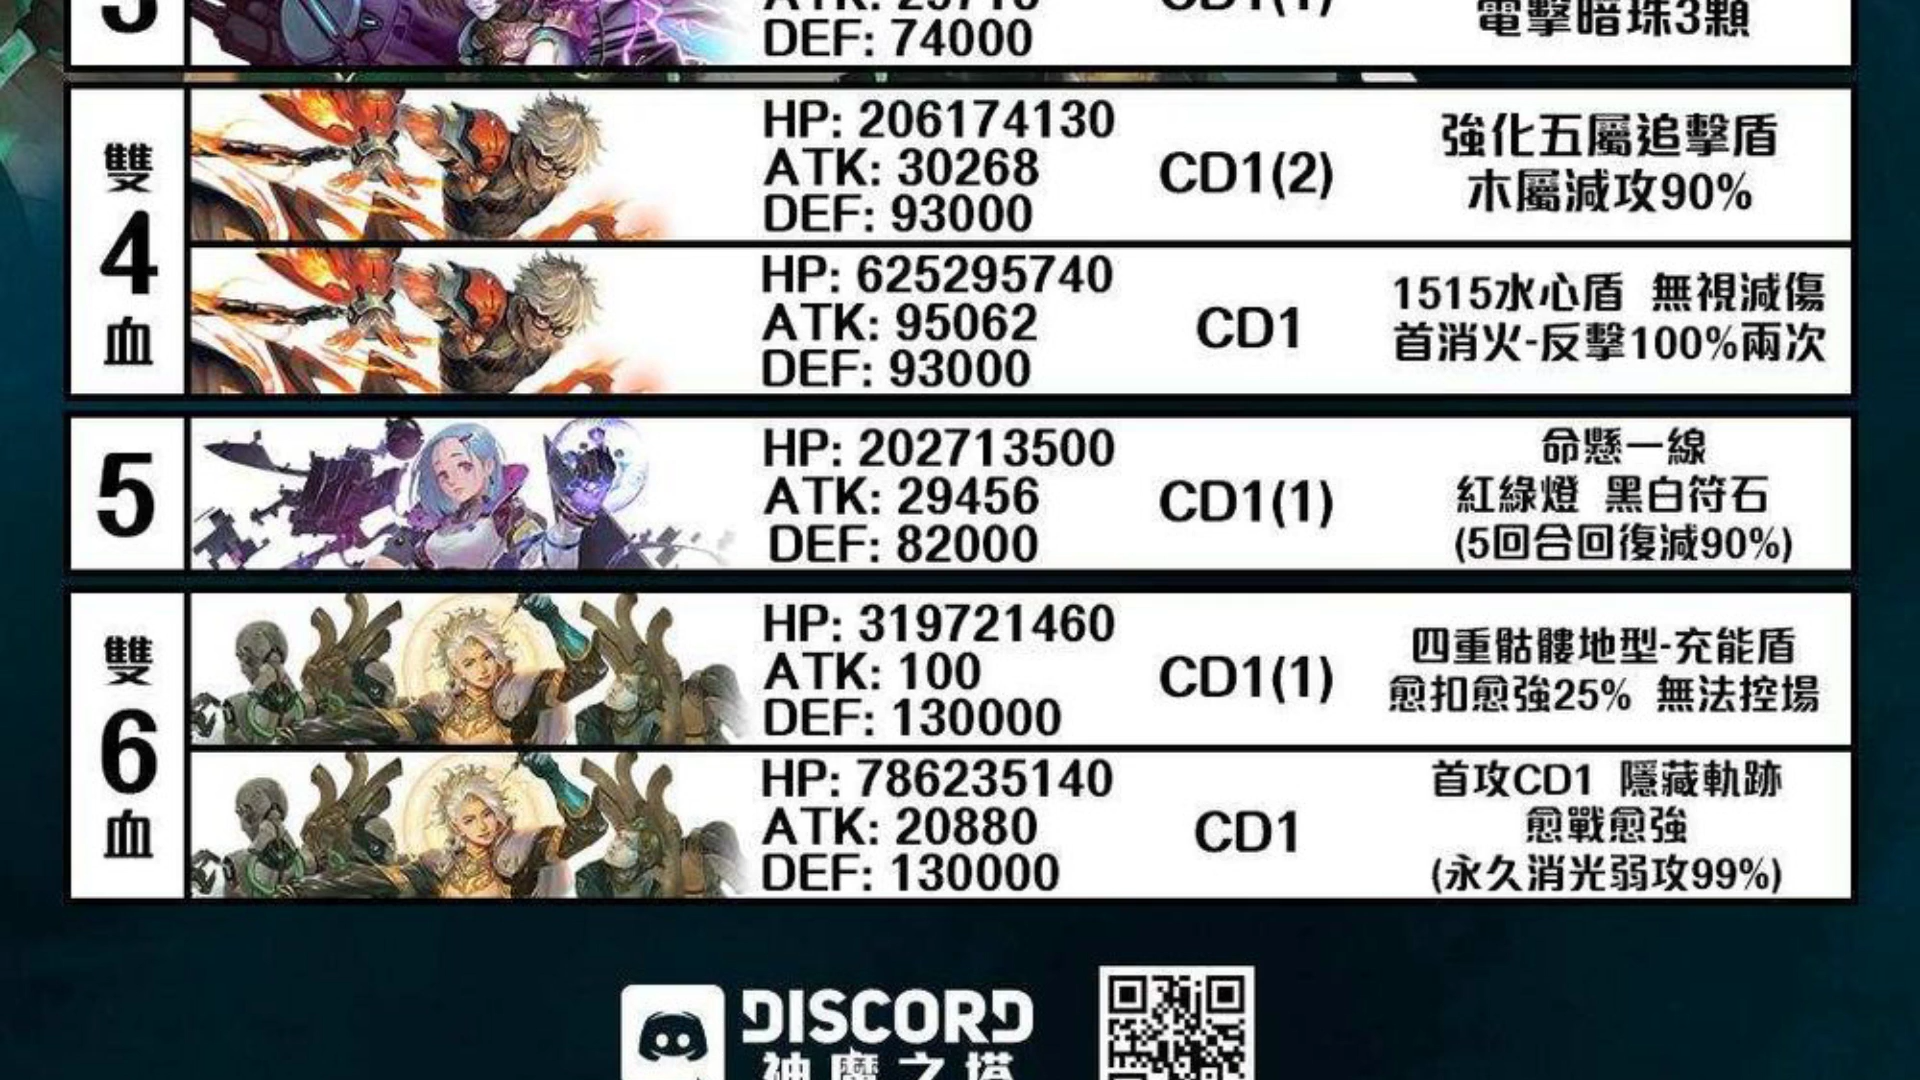 DEF: 74000
電擊暗珠3顆
雙
4
血
HP: 206174130
ATK: 30268
DEF: 93000
CD1(2)
強化五屬追擊盾
木屬減攻90%
HP: 625295740
ATK: 95062
DEF: 93000
CD1
1515水心盾 無視減傷
首消火-反擊100%兩次
5
HP: 202713500
ATK: 29456
DEF: 82000
CD1(1)
命懸一線
紅綠燈 黑白符石
(5回合回復減90%)
雙
6
血
HP: 319721460
ATK: 100
DEF: 130000
CD1(1)
四重骷髏地型-充能盾
愈扣愈強25% 無法控場
HP: 786235140
ATK: 20880
DEF: 130000
CD1
首攻CD1 隱藏軌跡
愈戰愈強
(永久消光弱攻99%)
DISCORD
神魔之塔